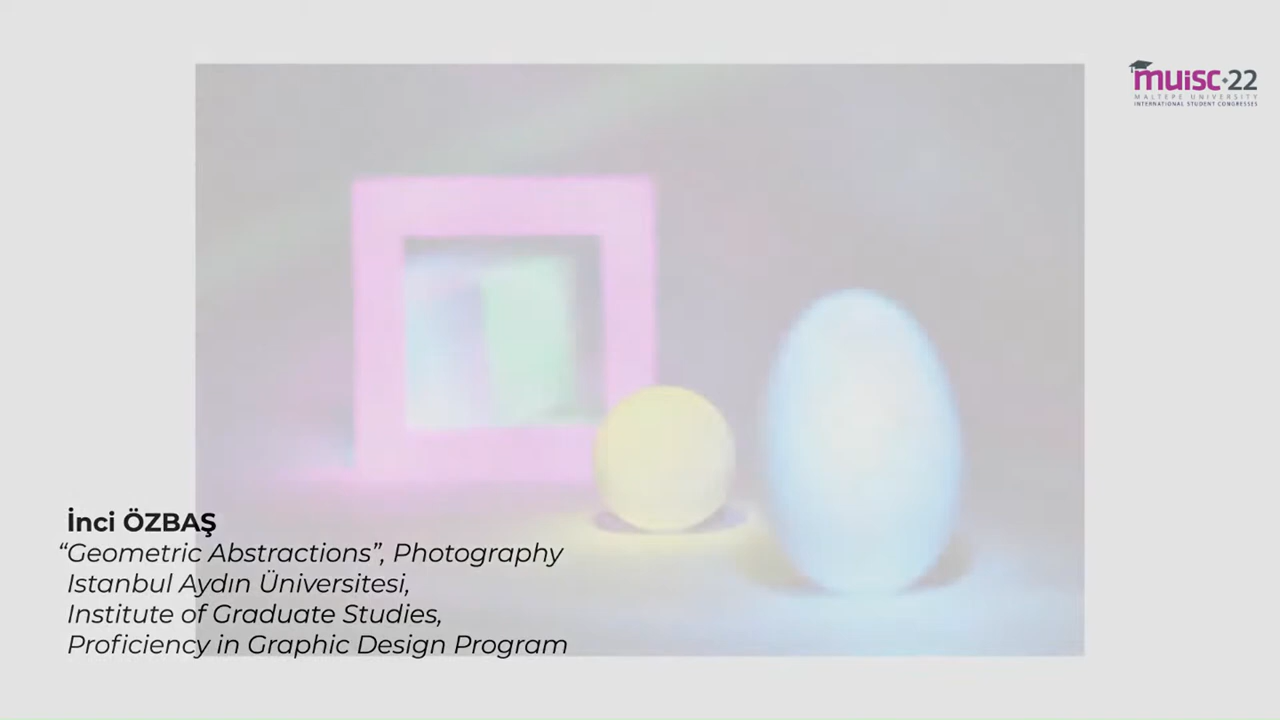 muisc 22
MALTEPE UNIVERSITY
INTERNATIONAL STUDENT CONGRESSES
İnci ÖZBAŞ
“Geometric Abstractions”, Photography
Istanbul Aydın Üniversitesi,
Institute of Graduate Studies,
Proficiency in Graphic Design Program